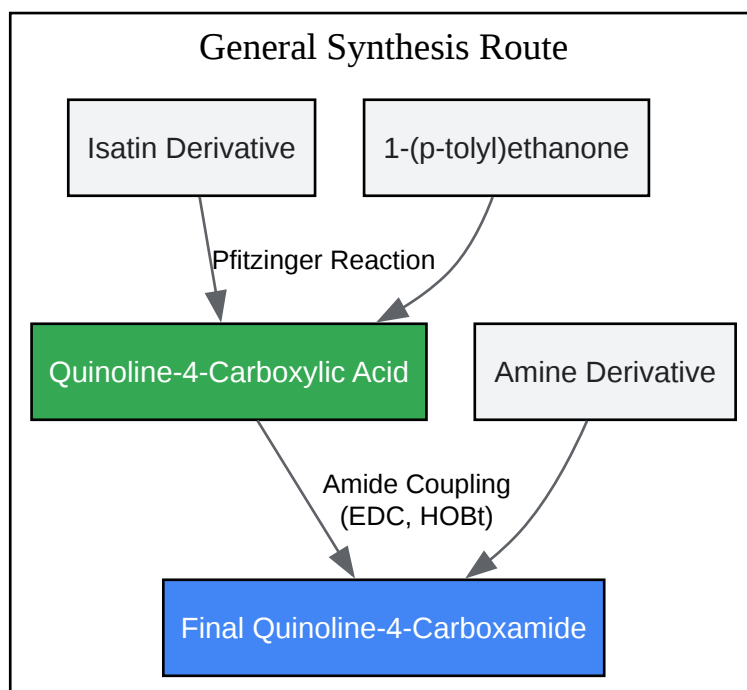 General Synthesis Route
Isatin Derivative
1-(p-tolyl)ethanone
Pfitzinger Reaction
Quinoline-4-Carboxylic Acid
Amine Derivative
Amide Coupling
(EDC, HOBt)
Final Quinoline-4-Carboxamide